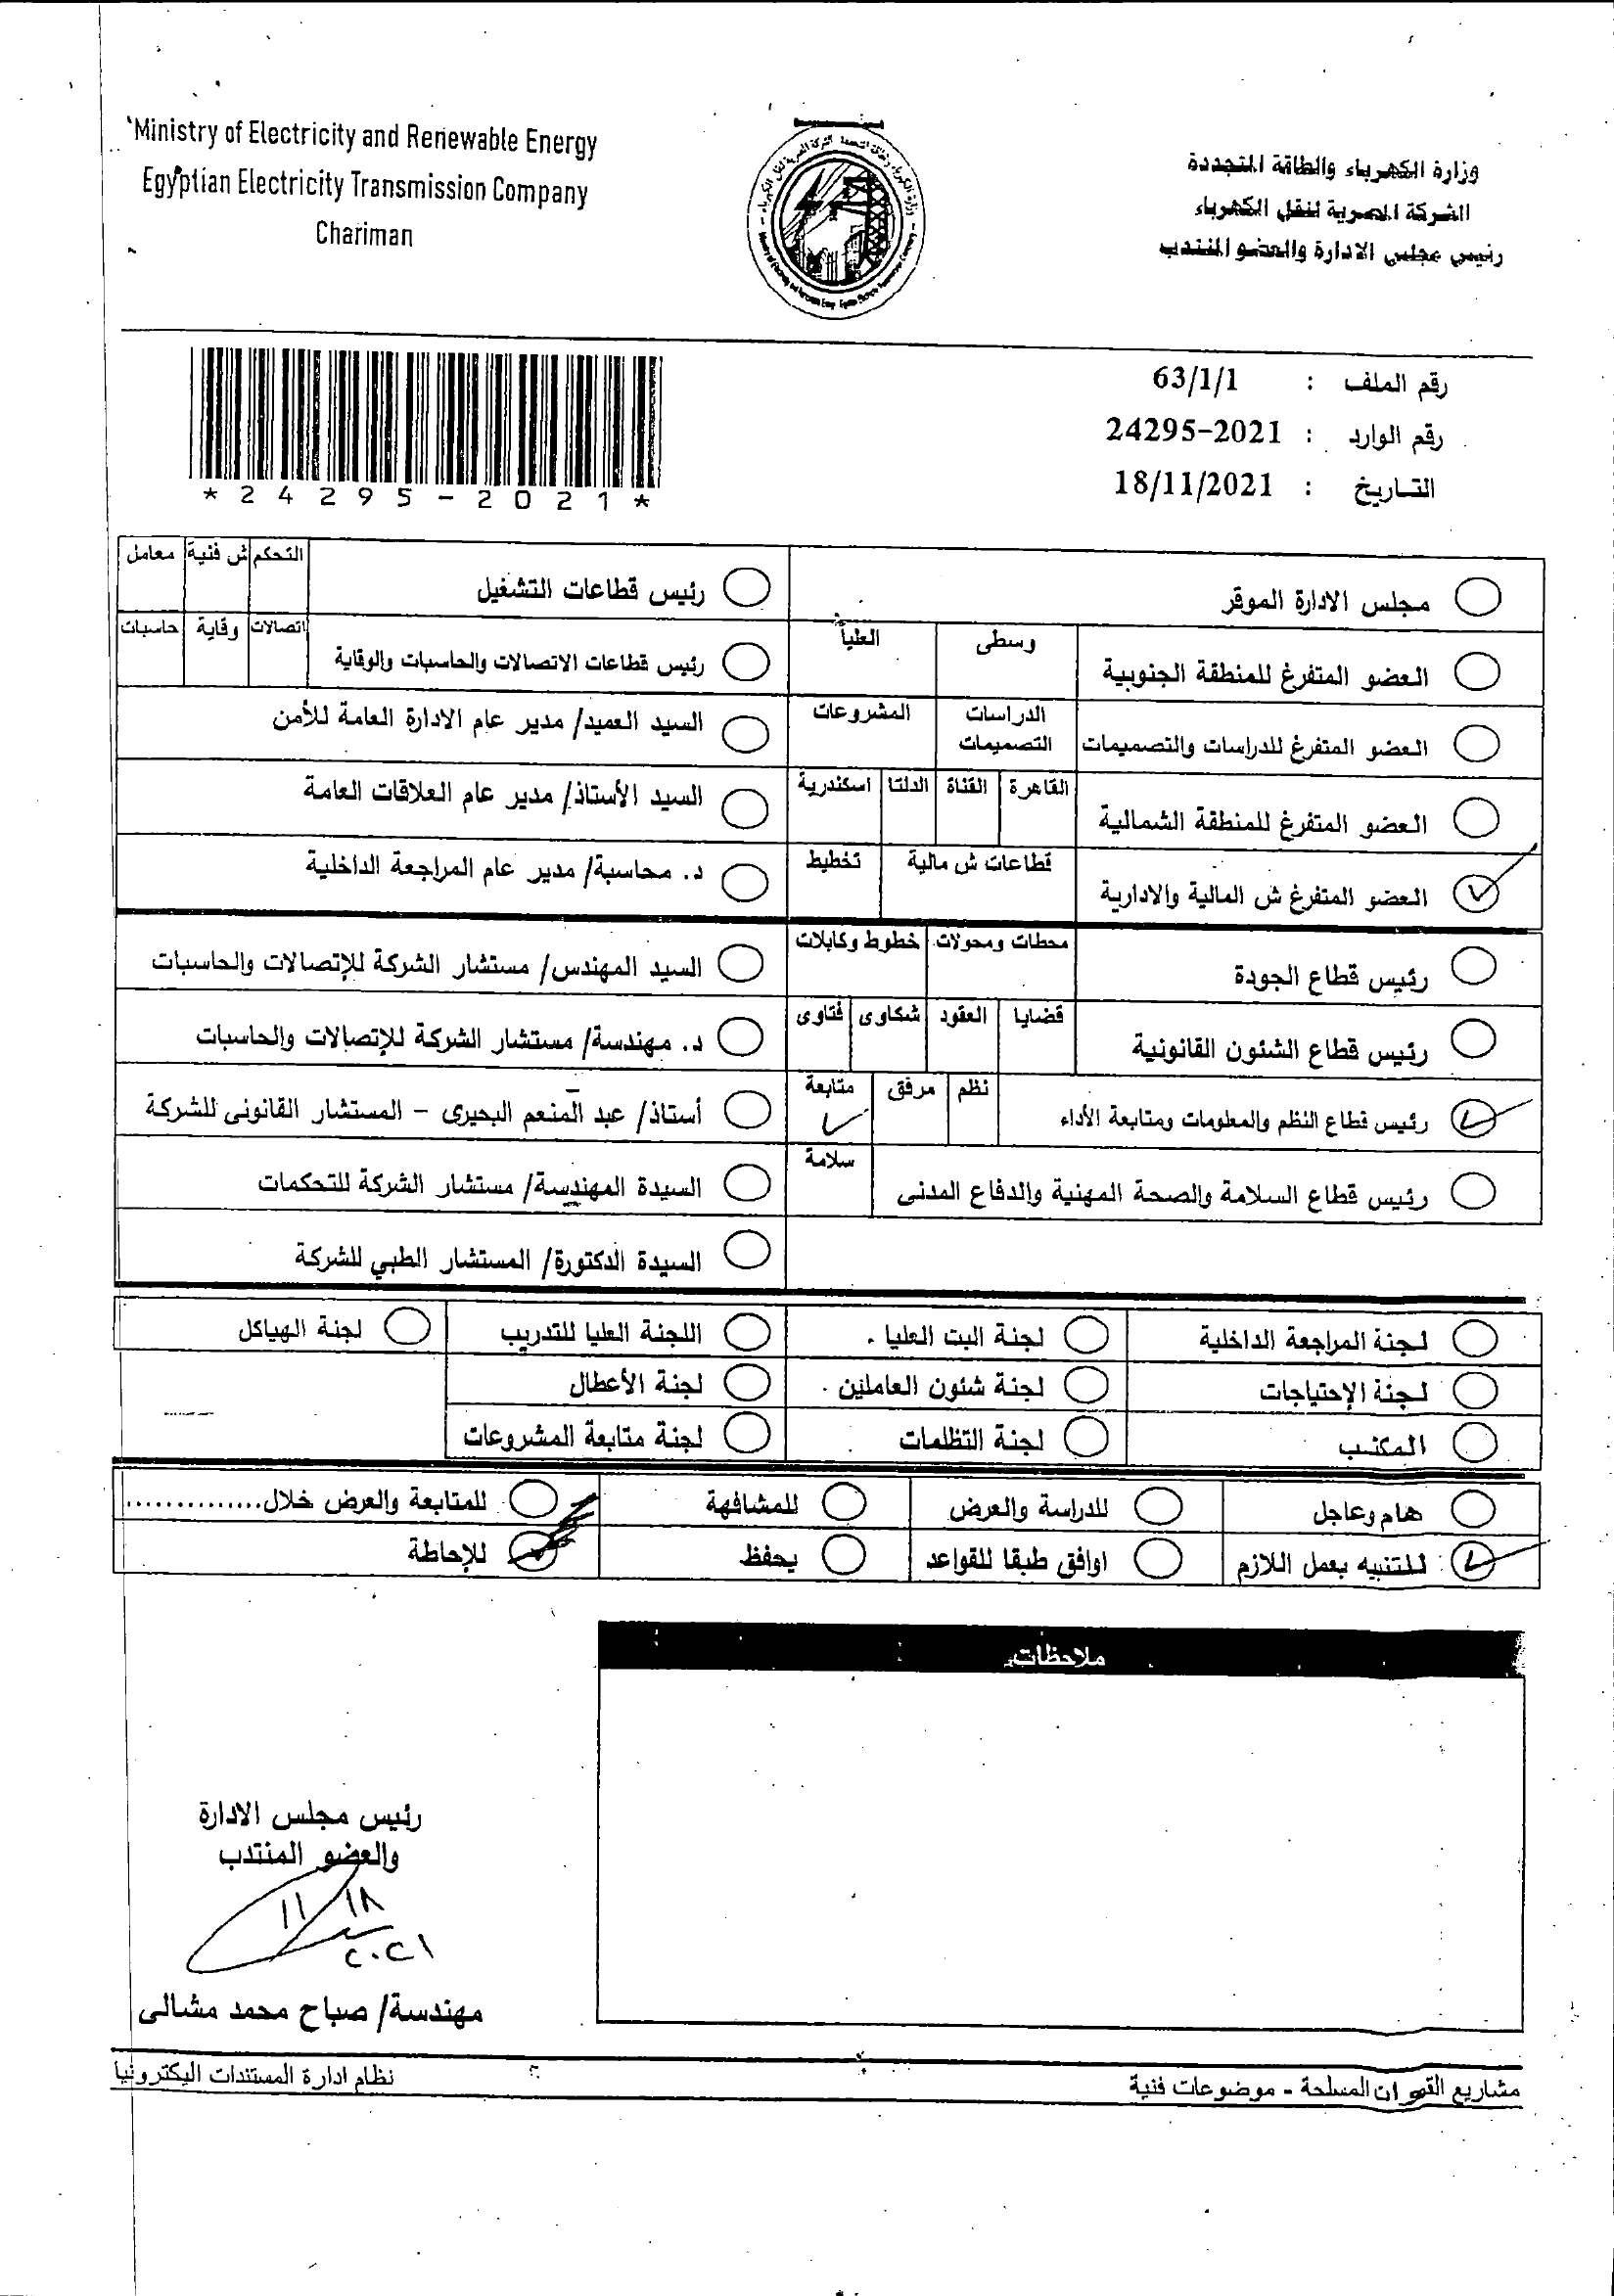 Ministry of Electricity and Renewable Energy
Egyptian Electricity Transmission Company
Chariman
وزارة الكهرباء والطاقة المتجددة
الشركة المصرية لنقل الكهرباء
رئيس مجلس الادارة والعضو المنتدب
رقم الملف : 63/1/1
رقم الوارد : 24295-2021
التاريخ : 18/11/2021
*24295-2021*
مجلس الادارة الموقر
رئيس قطاعات التشغيل
التحكم ش فنية معامل
العضو المتفرغ للمنطقة الجنوبية
وسطى العليا
رئيس قطاعات الاتصالات والحاسبات والوقاية
اتصالات وقاية حاسبات
العضو المتفرغ للدراسات والتصميمات
الدراسات التصميمات المشروعات
السيد العميد/ مدير عام الادارة العامة للأمن
العضو المتفرغ للمنطقة الشمالية
القاهرة القناة الدلتا اسكندرية
السيد الأستاذ/ مدير عام العلاقات العامة
العضو المتفرغ ش المالية والادارية
قطاعات ش مالية تخطيط
د. محاسبة/ مدير عام المراجعة الداخلية
رئيس قطاع الجودة
محطات ومحولات خطوط وكابلات
السيد المهندس/ مستشار الشركة للإتصالات والحاسبات
رئيس قطاع الشئون القانونية
قضايا العقود شكاوى فتاوى
د. مهندسة/ مستشار الشركة للإتصالات والحاسبات
رئيس قطاع النظم والمعلومات ومتابعة الأداء
نظم مرفق متابعة
أستاذ/ عبد المنعم البحيرى – المستشار القانونى للشركة
رئيس قطاع السلامة والصحة المهنية والدفاع المدنى
سلامة
السيدة المهندسة/ مستشار الشركة للتحكمات
السيدة الدكتورة/ المستشار الطبي للشركة
لجنة المراجعة الداخلية لجنة البت العليا اللجنة العليا للتدريب لجنة الهياكل
لجنة الإحتياجات لجنة شئون العاملين لجنة الأعطال
المكتب لجنة التظلمات لجنة متابعة المشروعات
هام وعاجل للدراسة والعرض للمشافهة للمتابعة والعرض خلال..............
للتنبيه بعمل اللازم اوافق طبقا للقواعد يحفظ للإحاطة
ملاحظات
رئيس مجلس الادارة
والعضو المنتدب
١١/١٨
٢٠٢١
مهندسة/ صباح محمد مشالى
المسلحة - موضوعات فنية
نظام ادارة المستندات اليكترونيا